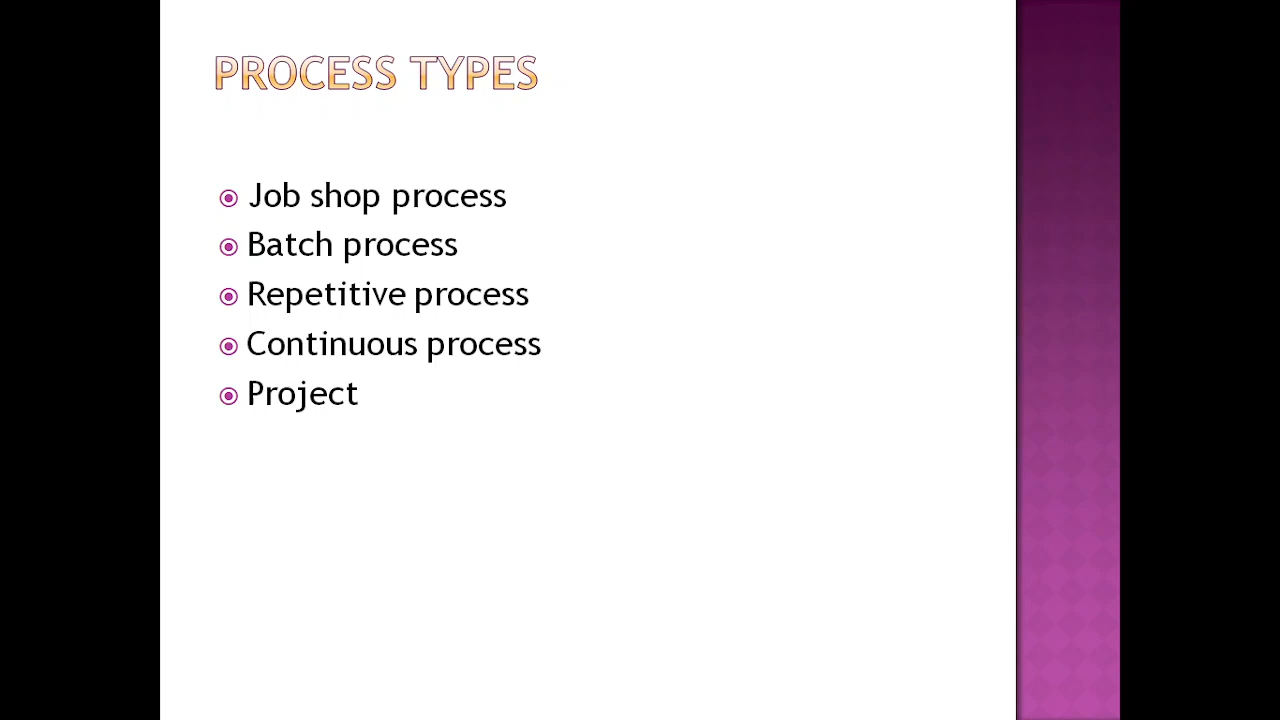 PROCESS TYPES
Job shop process
Batch process
Repetitive process
Continuous process
Project